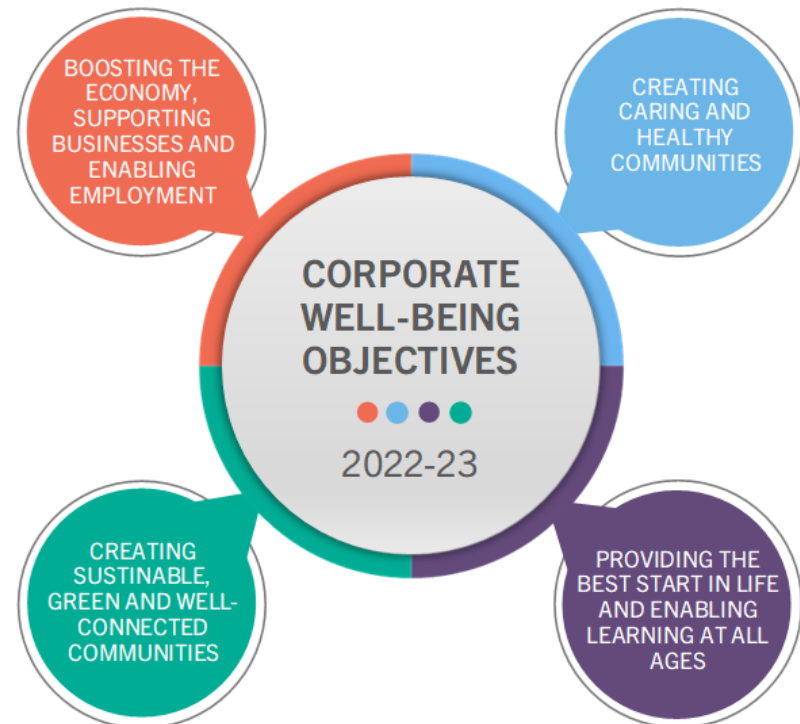 BOOSTING THE
ECONOMY,
SUPPORTING
BUSINESSES AND
ENABLING
EMPLOYMENT
CREATING
CARING AND
HEALTHY
COMMUNITIES
CORPORATE
WELL-BEING
OBJECTIVES
2022-23
CREATING
SUSTINABLE,
GREEN AND WELL-
CONNECTED
COMMUNITIES
PROVIDING THE
BEST START IN LIFE
AND ENABLING
LEARNING AT ALL
AGES